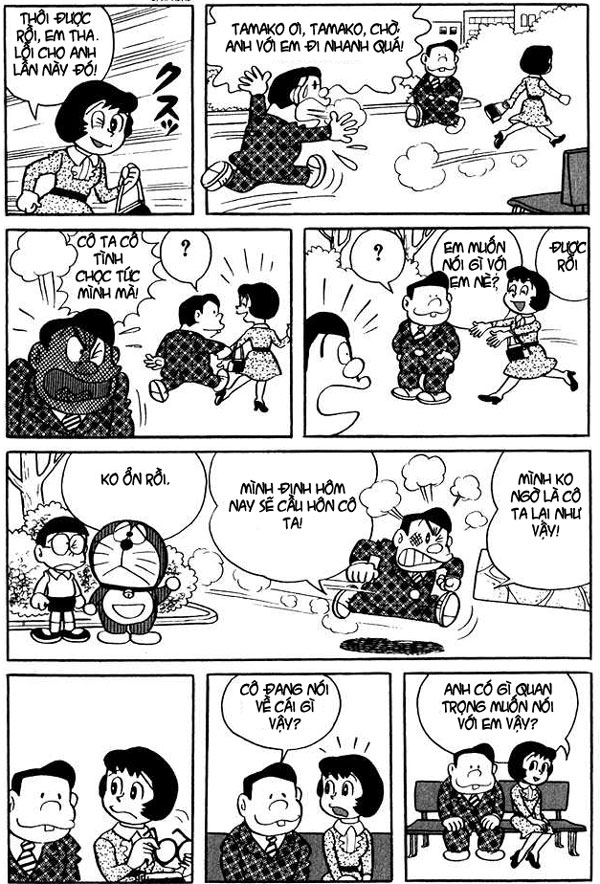 TAMAKO ƠI, TAMAKO, CHỜ
ANH VỚI EM ĐI NHANH QUÁ!
THÔI ĐƯỢC
RỒI, EM THA
LỖI CHO ANH
LẦN NÀY ĐÓ!
クスッ
ĐƯỢC
RỒI
EM MUỐN
NÓI GÌ VỚI
EM NÈ?
?
?
CÔ TA CỐ
TÌNH
CHỌC TỨC
MÌNH MÀ!
MÌNH KO
NGỜ LÀ CÔ
TA LẠI NHƯ
VẬY!
MÌNH ĐỊNH HÔM
NAY SẼ CẦU HÔN CÔ
TA!
KO ỔN RỒI.
ANH CÓ GÌ QUAN
TRỌNG MUỐN NÓI
VỚI EM VẬY?
CÔ ĐANG NÓI
VỀ CÁI GÌ
VẬY?